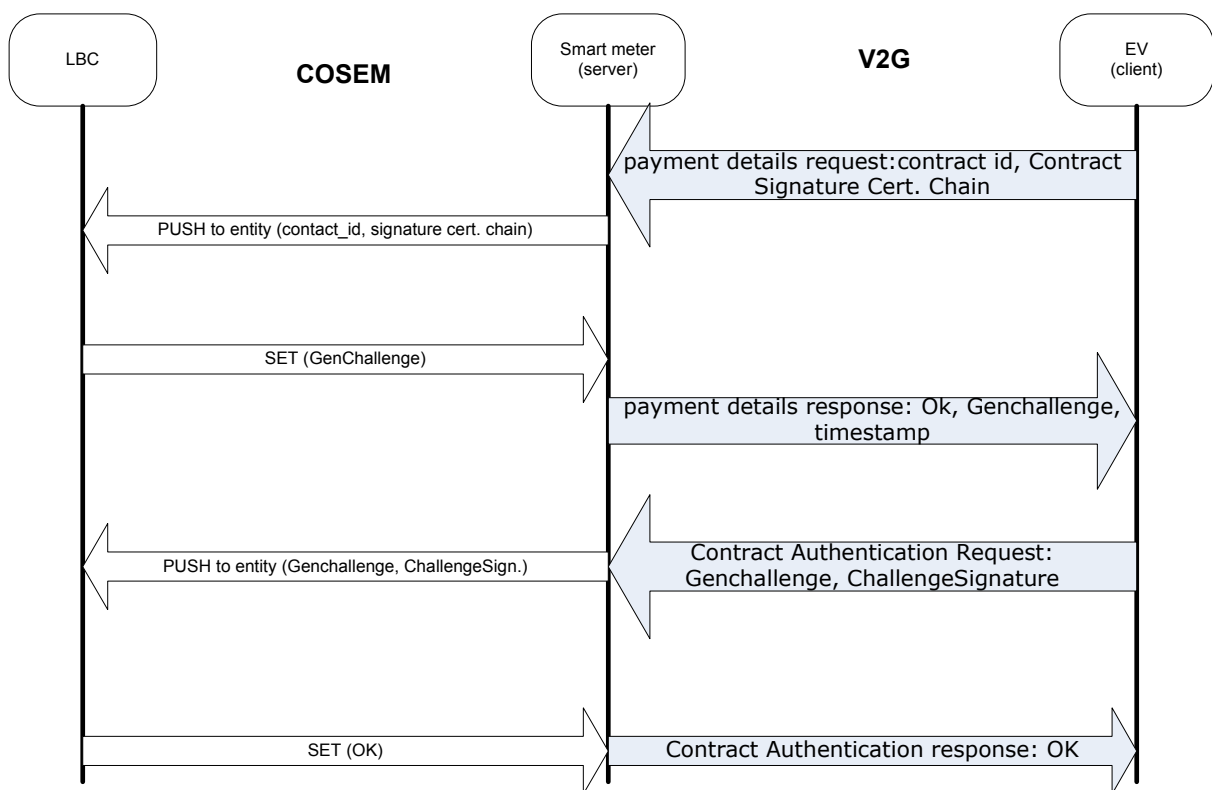 LBC
COSEM
Smart meter
(server)
V2G
EV
(client)
payment details request:contract id, Contract
Signature Cert. Chain
PUSH to entity (contact_id, signature cert. chain)
SET (GenChallenge)
payment details response: Ok, Genchallenge,
timestamp
Contract Authentication Request:
Genchallenge, ChallengeSignature
PUSH to entity (Genchallenge, ChallengeSign.)
SET (OK)
Contract Authentication response: OK